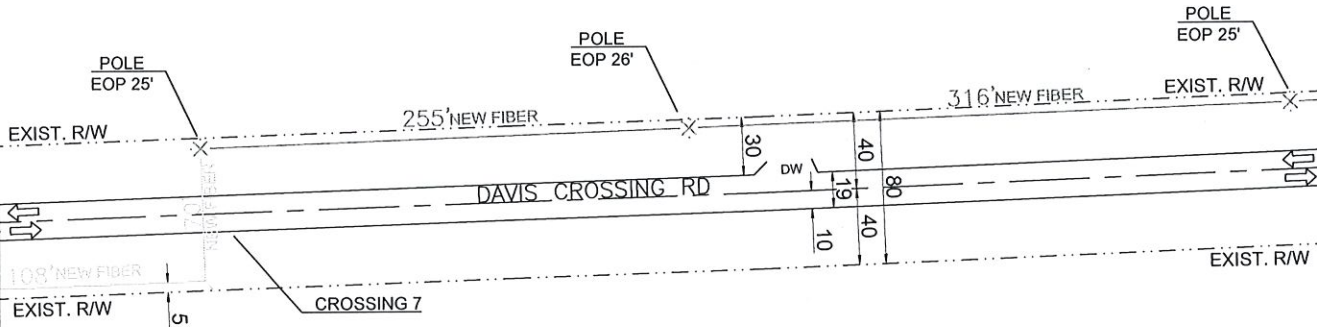 POLE
EOP 25'
POLE
EOP 26'
POLE
EOP 25'
EXIST. R/W
255' NEW FIBER
316' NEW FIBER
EXIST. R/W
30
40
DW
19
80
DAVIS CROSSING RD
10
40
108' NEW FIBER
EXIST. R/W
5
CROSSING 7
EXIST. R/W